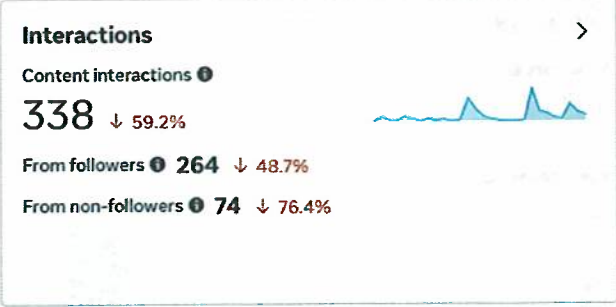 Interactions
Content interactions
338 ↓ 59.2%
From followers 264 ↓ 48.7%
From non-followers 74 ↓ 76.4%